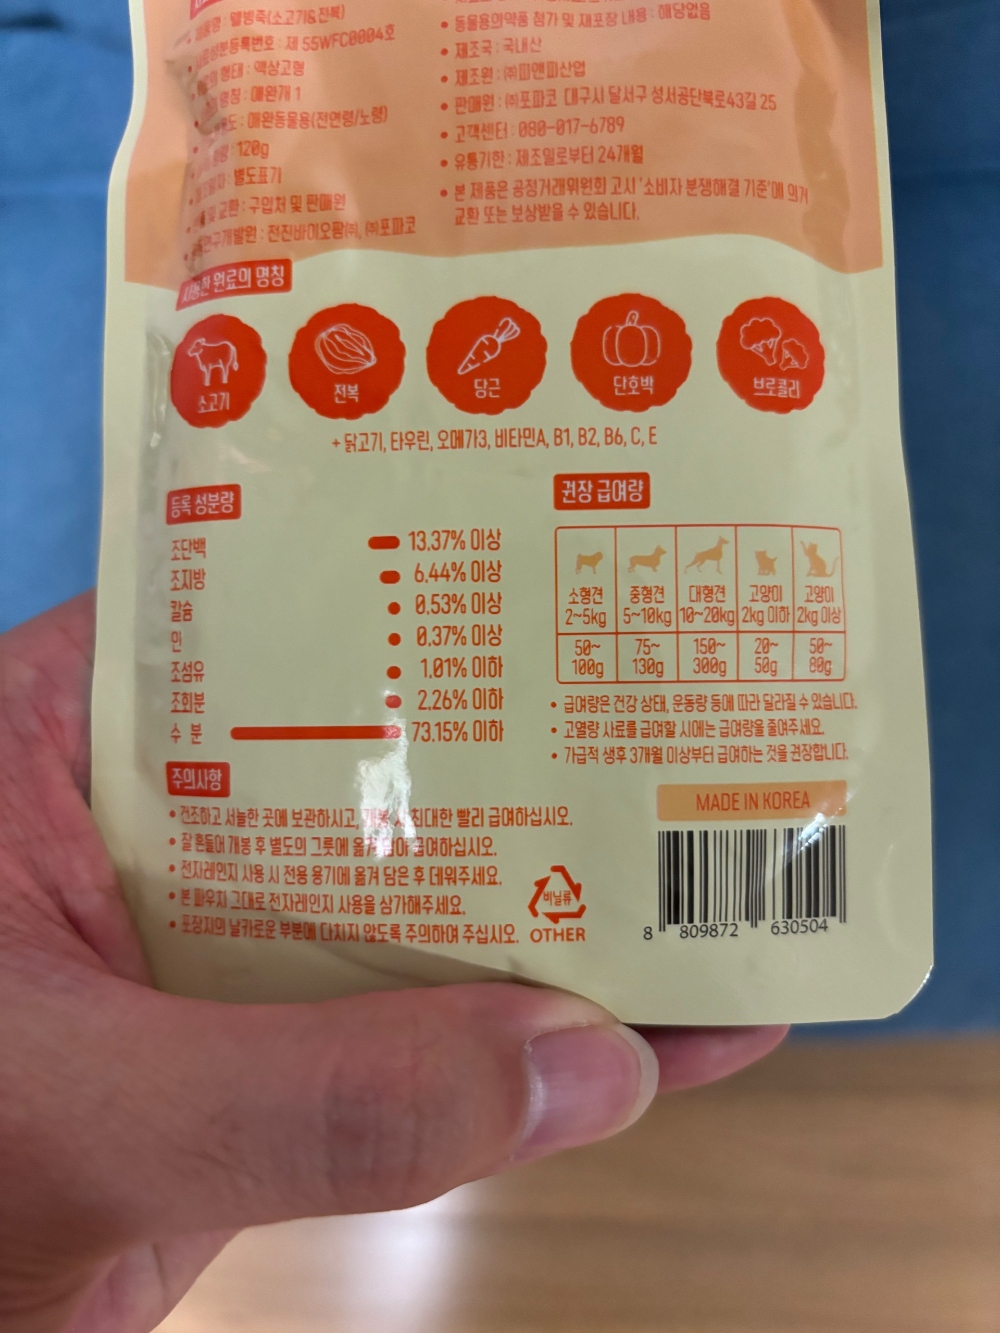 웰빙죽(소고기&전복)
성분등록번호 : 제 55WFC0004호
형태 : 액상고형
명칭 : 애완개 1
용도 : 애완동물용(전연령/노령)
120g
별도표기
교환 : 구입처 및 판매원
연구개발원 : 전진바이오팜㈜, ㈜포파코
• 동물용의약품 첨가 및 재포장 내용 : 해당없음
• 제조국 : 국내산
• 제조원 : ㈜피앤피산업
• 판매원 : ㈜포파코 대구시 달서구 성서공단북로43길 25
• 고객센터 : 080-017-6789
• 유통기한 : 제조일로부터 24개월
• 본 제품은 공정거래위원회 고시 '소비자 분쟁해결 기준'에 의거
교환 또는 보상받을 수 있습니다.
사용한 원료의 명칭
소고기
전복
당근
단호박
브로콜리
+ 닭고기, 타우린, 오메가3, 비타민A, B1, B2, B6, C, E
등록 성분량
조단백 13.37% 이상
조지방 6.44% 이상
칼슘 0.53% 이상
인 0.37% 이상
조섬유 1.01% 이하
조회분 2.26% 이하
수 분 73.15% 이하
주의사항
• 건조하고 서늘한 곳에 보관하시고, 개봉 시 최대한 빨리 급여하십시오.
• 잘 흔들어 개봉 후 별도의 그릇에 옮겨 담아 급여하십시오.
• 전자레인지 사용 시 전용 용기에 옮겨 담은 후 데워주세요.
• 본 파우치 그대로 전자레인지 사용을 삼가해주세요.
• 포장지의 날카로운 부분에 다치지 않도록 주의하여 주십시오.
비닐류
OTHER
권장 급여량
소형견 중형견 대형견 고양이 고양이
2~5kg 5~10kg 10~20kg 2kg 이하 2kg 이상
50~ 75~ 150~ 20~ 50~
100g 130g 300g 50g 80g
• 급여량은 건강 상태, 운동량 등에 따라 달라질 수 있습니다.
• 고열량 사료를 급여할 시에는 급여량을 줄여주세요.
• 가급적 생후 3개월 이상부터 급여하는 것을 권장합니다.
MADE IN KOREA
8 809872 630504